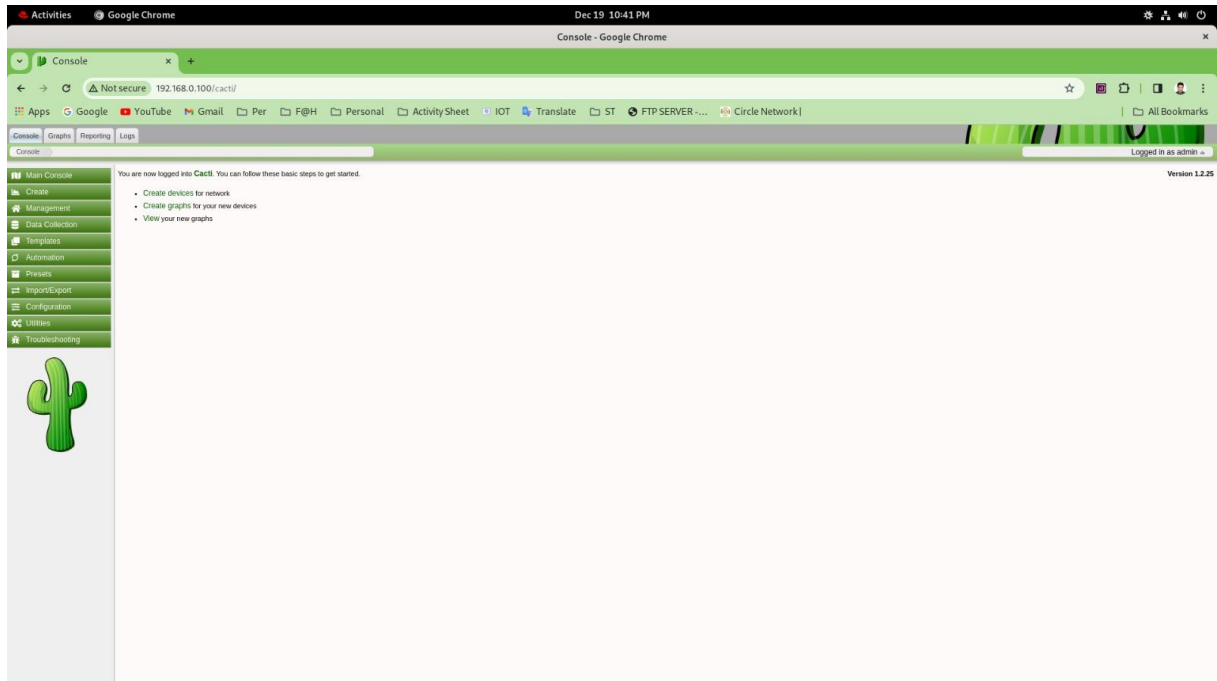 Activities Google Chrome Dec 19 10:41 PM
Console - Google Chrome
Console
Not secure 192.168.0.100/cacti/
Apps Google YouTube Gmail Per F@H Personal Activity Sheet IOT Translate ST FTP SERVER -... Circle Network | All Bookmarks
Console Graphs Reporting Logs
Console Logged in as admin
Main Console You are now logged into Cacti. You can follow these basic steps to get started. Version 1.2.25
Create • Create devices for network
Management • Create graphs for your new devices
Data Collection • View your new graphs
Templates
Automation
Presets
Import/Export
Configuration
Utilities
Troubleshooting